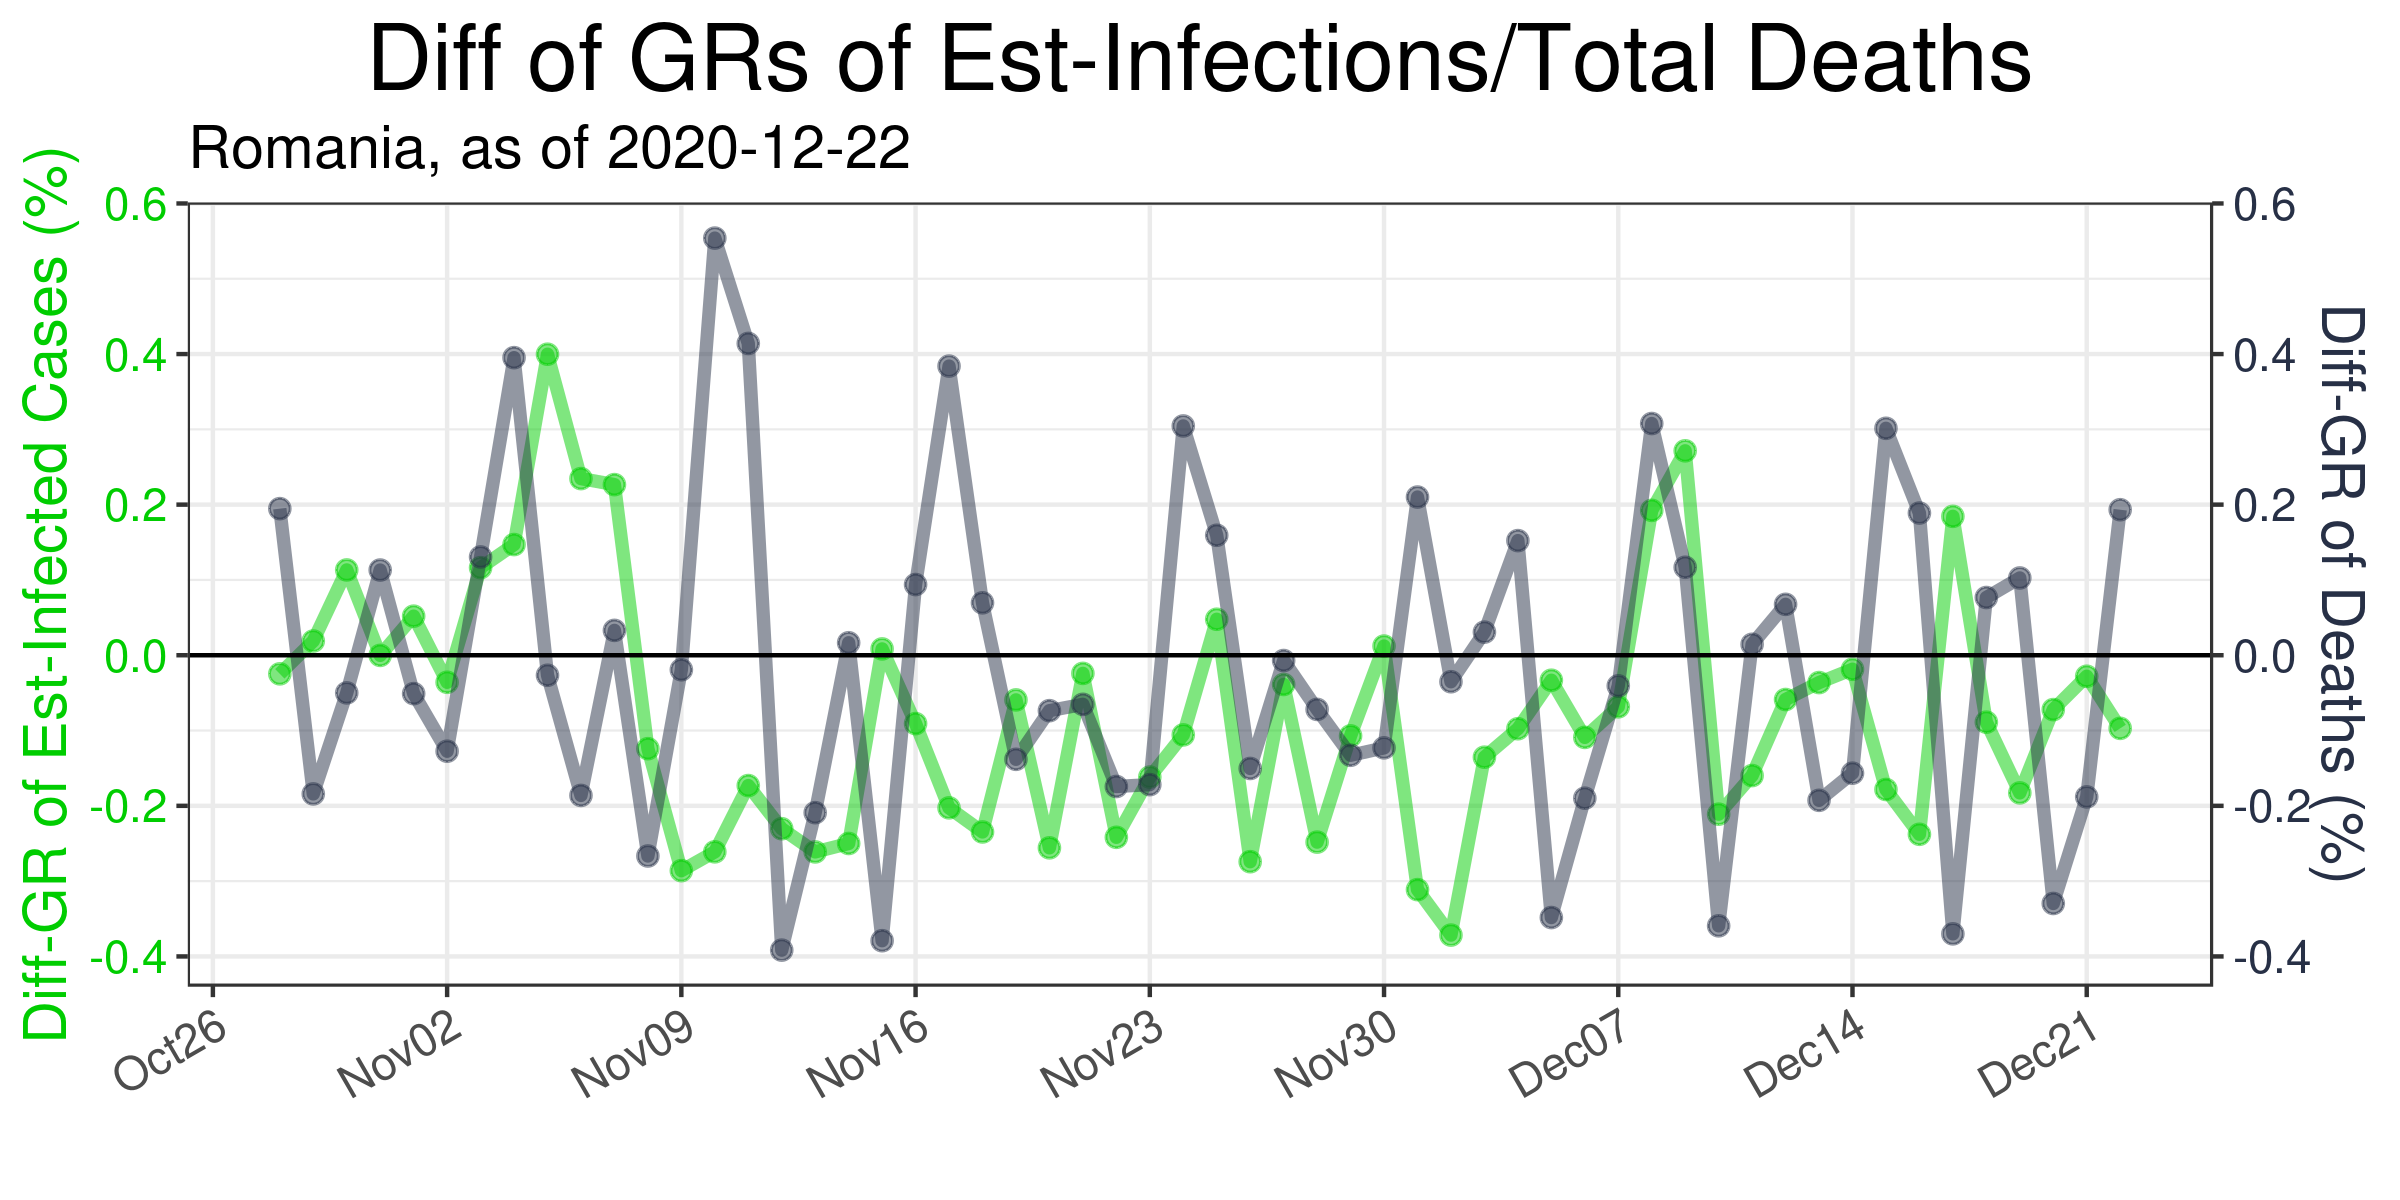 Diff of GRs of Est-Infections/Total Deaths
Romania, as of 2020-12-22
Diff-GR of Est-Infected Cases (%)
0.6
0.4
0.2
0.0
-0.2
-0.4
0.6
0.4
0.2
0.0
-0.2
-0.4
Diff-GR of Deaths (%)
Oct26
Nov02
Nov09
Nov16
Nov23
Nov30
Dec07
Dec14
Dec21